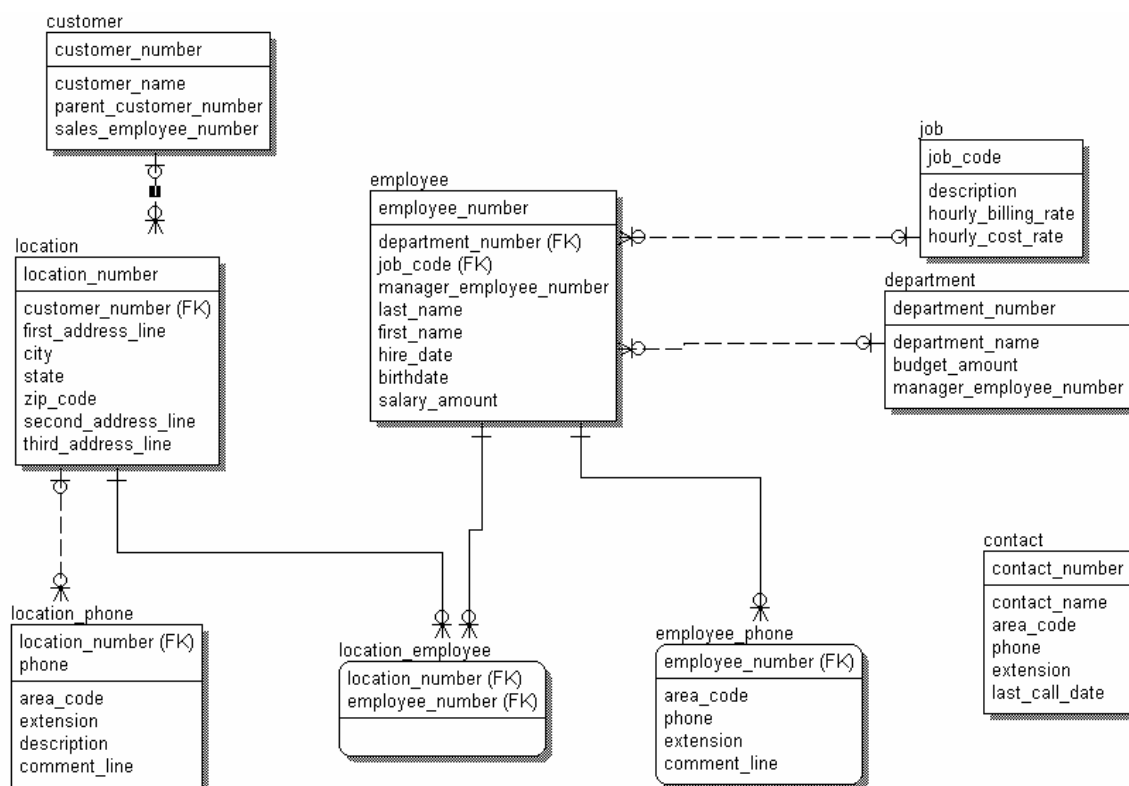 customer
customer_number
customer_name
parent_customer_number
sales_employee_number
location
location_number
customer_number (FK)
first_address_line
city
state
zip_code
second_address_line
third_address_line
employee
employee_number
department_number (FK)
job_code (FK)
manager_employee_number
last_name
first_name
hire_date
birthdate
salary_amount
job
job_code
description
hourly_billing_rate
hourly_cost_rate
department
department_number
department_name
budget_amount
manager_employee_number
location_phone
location_number (FK)
phone
area_code
extension
description
comment_line
location_employee
location_number (FK)
employee_number (FK)
employee_phone
employee_number (FK)
area_code
phone
extension
comment_line
contact
contact_number
contact_name
area_code
phone
extension
last_call_date